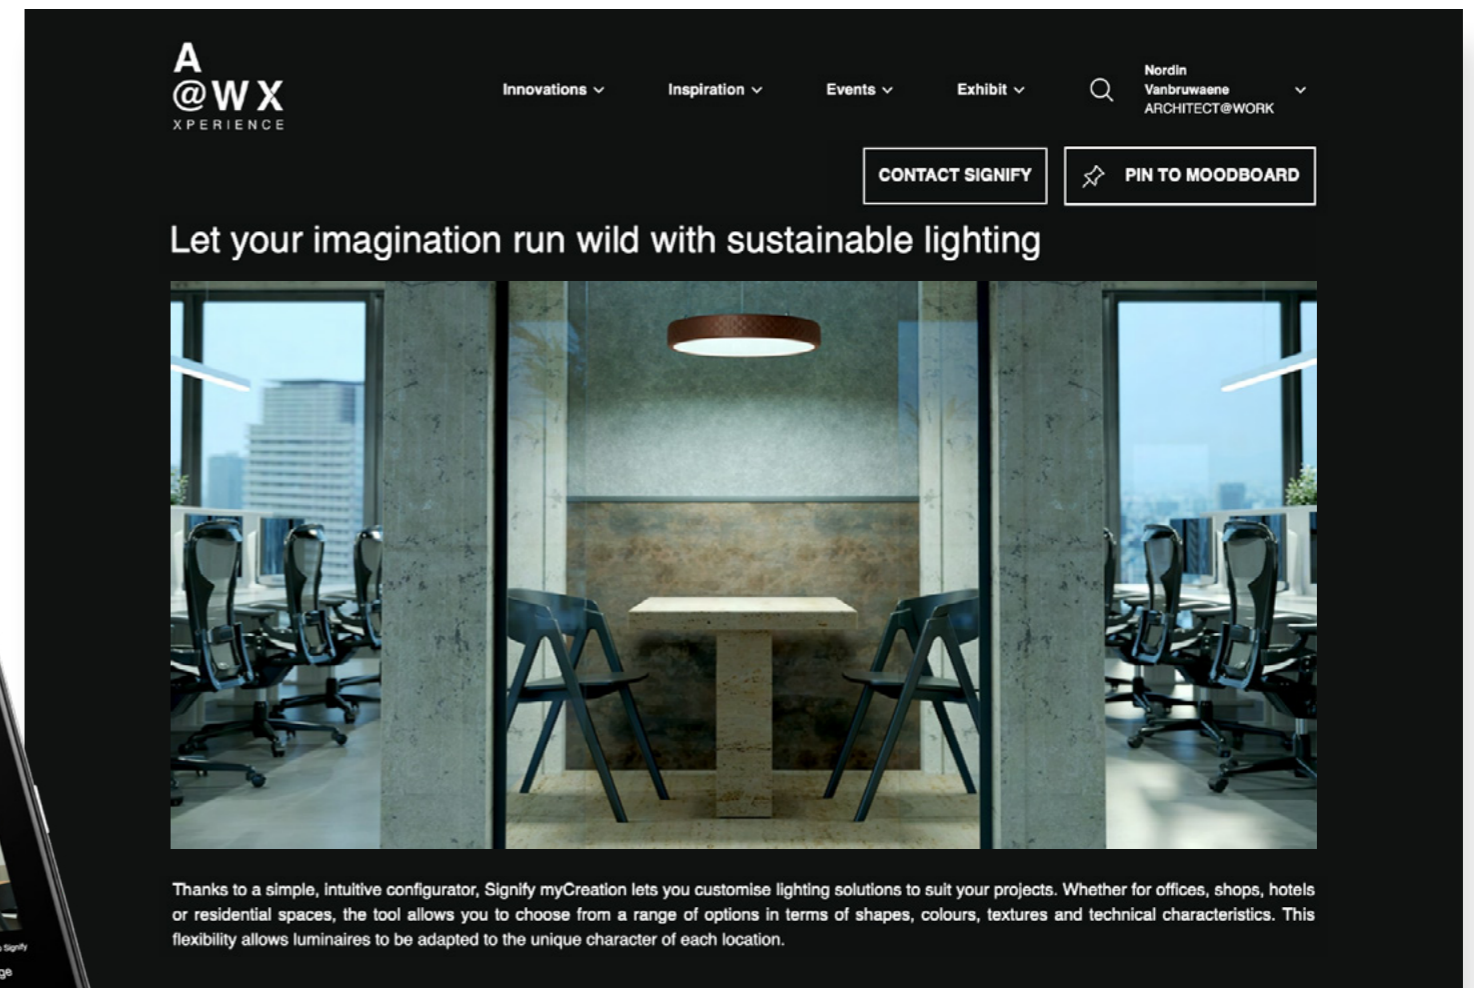 A
@WX
XPERIENCE
Innovations
Inspiration
Events
Exhibit
Nordin
Vanbruwaene
ARCHITECT@WORK
CONTACT SIGNIFY
PIN TO MOODBOARD
Let your imagination run wild with sustainable lighting
Thanks to a simple, intuitive configurator, Signify myCreation lets you customise lighting solutions to suit your projects. Whether for offices, shops, hotels
or residential spaces, the tool allows you to choose from a range of options in terms of shapes, colours, textures and technical characteristics. This
flexibility allows luminaires to be adapted to the unique character of each location.
Signify